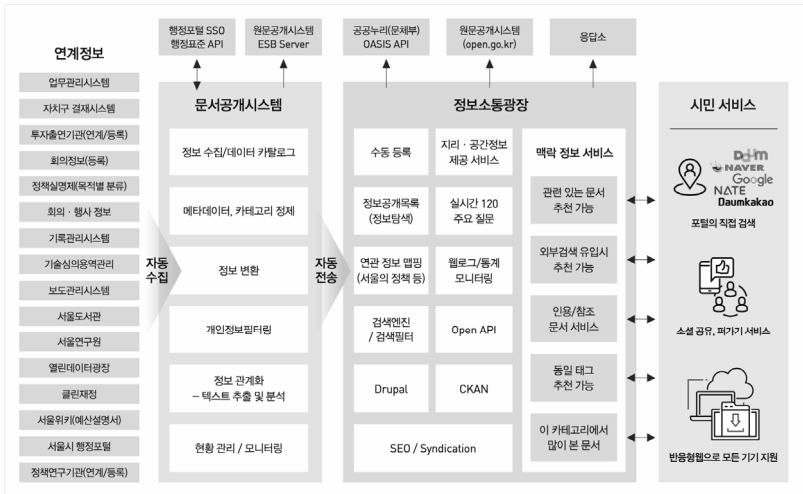 연계정보
업무관리시스템
자치구 결재시스템
투자출연기관(연계/등록)
회의정보(등록)
정책실명제(목적별 분류)
회의 · 행사 정보
기록관리시스템
기술심의용역관리
보도관리시스템
서울도서관
서울연구원
열린데이터광장
클린재정
서울위키(예산설명서)
서울시 행정포털
정책연구기관(연계/등록)
자동
수집
행정포털 SSO
행정표준 API
원문공개시스템
ESB Server
문서공개시스템
정보 수집/데이터 카탈로그
메타데이터, 카테고리 정제
정보 변환
개인정보필터링
정보 관계화
– 텍스트 추출 및 분석
현황 관리 / 모니터링
자동
전송
공공누리(문체부)
OASIS API
원문공개시스템
(open.go.kr)
응답소
정보소통광장
수동 등록
지리 · 공간정보
제공 서비스
정보공개목록
(정보탐색)
실시간 120
주요 질문
연관 정보 맵핑
(서울의 정책 등)
웹로그/통계
모니터링
검색엔진
/ 검색필터
Open API
Drupal
CKAN
SEO / Syndication
맥락 정보 서비스
관련 있는 문서
추천 가능
외부검색 유입시
추천 가능
인용/참조
문서 서비스
동일 태그
추천 가능
이 카테고리에서
많이 본 문서
시민 서비스
Daum
NAVER
Google
NATE
Daumkakao
포털의 직접 검색
소셜 공유, 퍼가기 서비스
반응형웹으로 모든 기기 지원